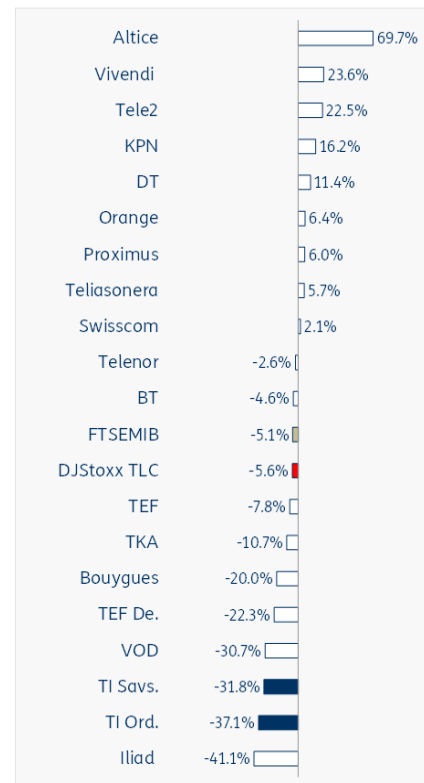 Altice 69.7%
Vivendi 23.6%
Tele2 22.5%
KPN 16.2%
DT 11.4%
Orange 6.4%
Proximus 6.0%
Teliasonera 5.7%
Swisscom 2.1%
Telenor -2.6%
BT -4.6%
FTSEMIB -5.1%
DJStoxx TLC -5.6%
TEF -7.8%
TKA -10.7%
Bouygues -20.0%
TEF De. -22.3%
VOD -30.7%
TI Savs. -31.8%
TI Ord. -37.1%
Iliad -41.1%